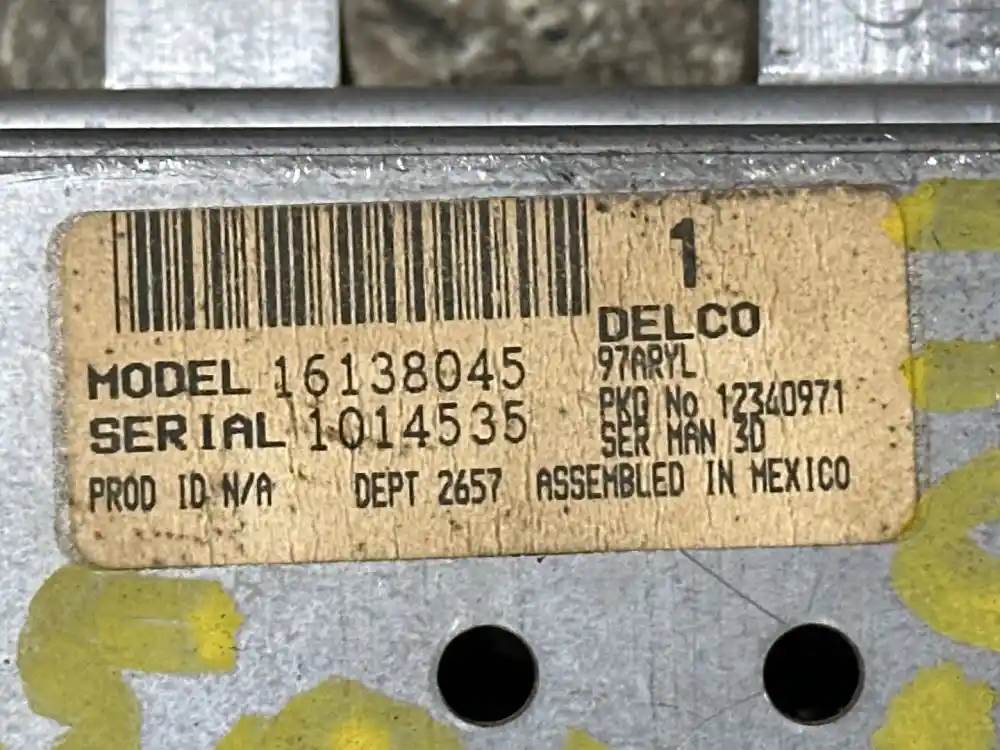 1
DELCO
MODEL 16138045
97ARYL
SERIAL 1014535
PKD No 12340971
SER MAN 3D
PROD ID N/A DEPT 2657 ASSEMBLED IN MEXICO